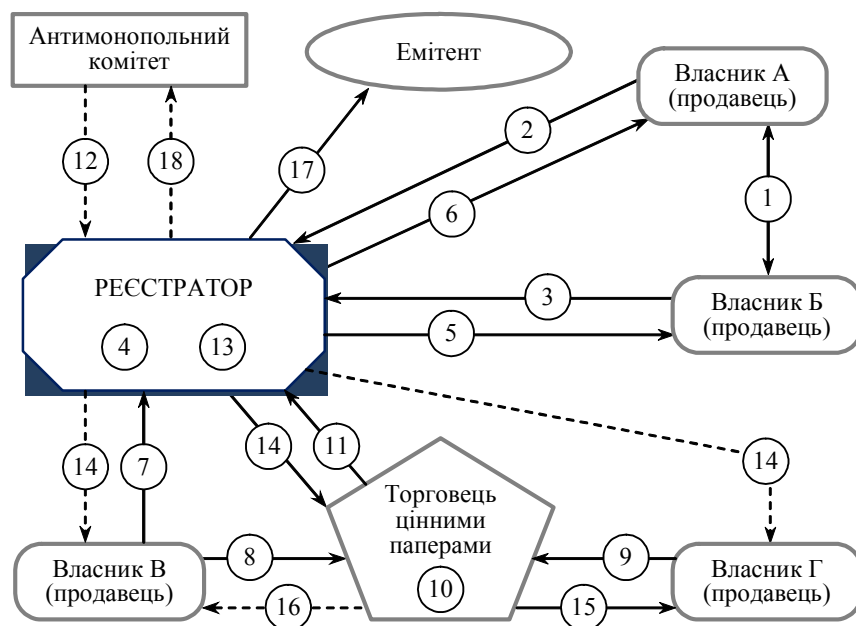 Антимонопольний
комітет
Емітент
Власник А
(продавець)
2
12
18
17
6
1
РЕЄСТРАТОР
3
Власник Б
(продавець)
4
13
5
14
7
14
11
14
Торговець
цінними
паперами
Власник В
(продавець)
8
9
Власник Г
(продавець)
10
16
15